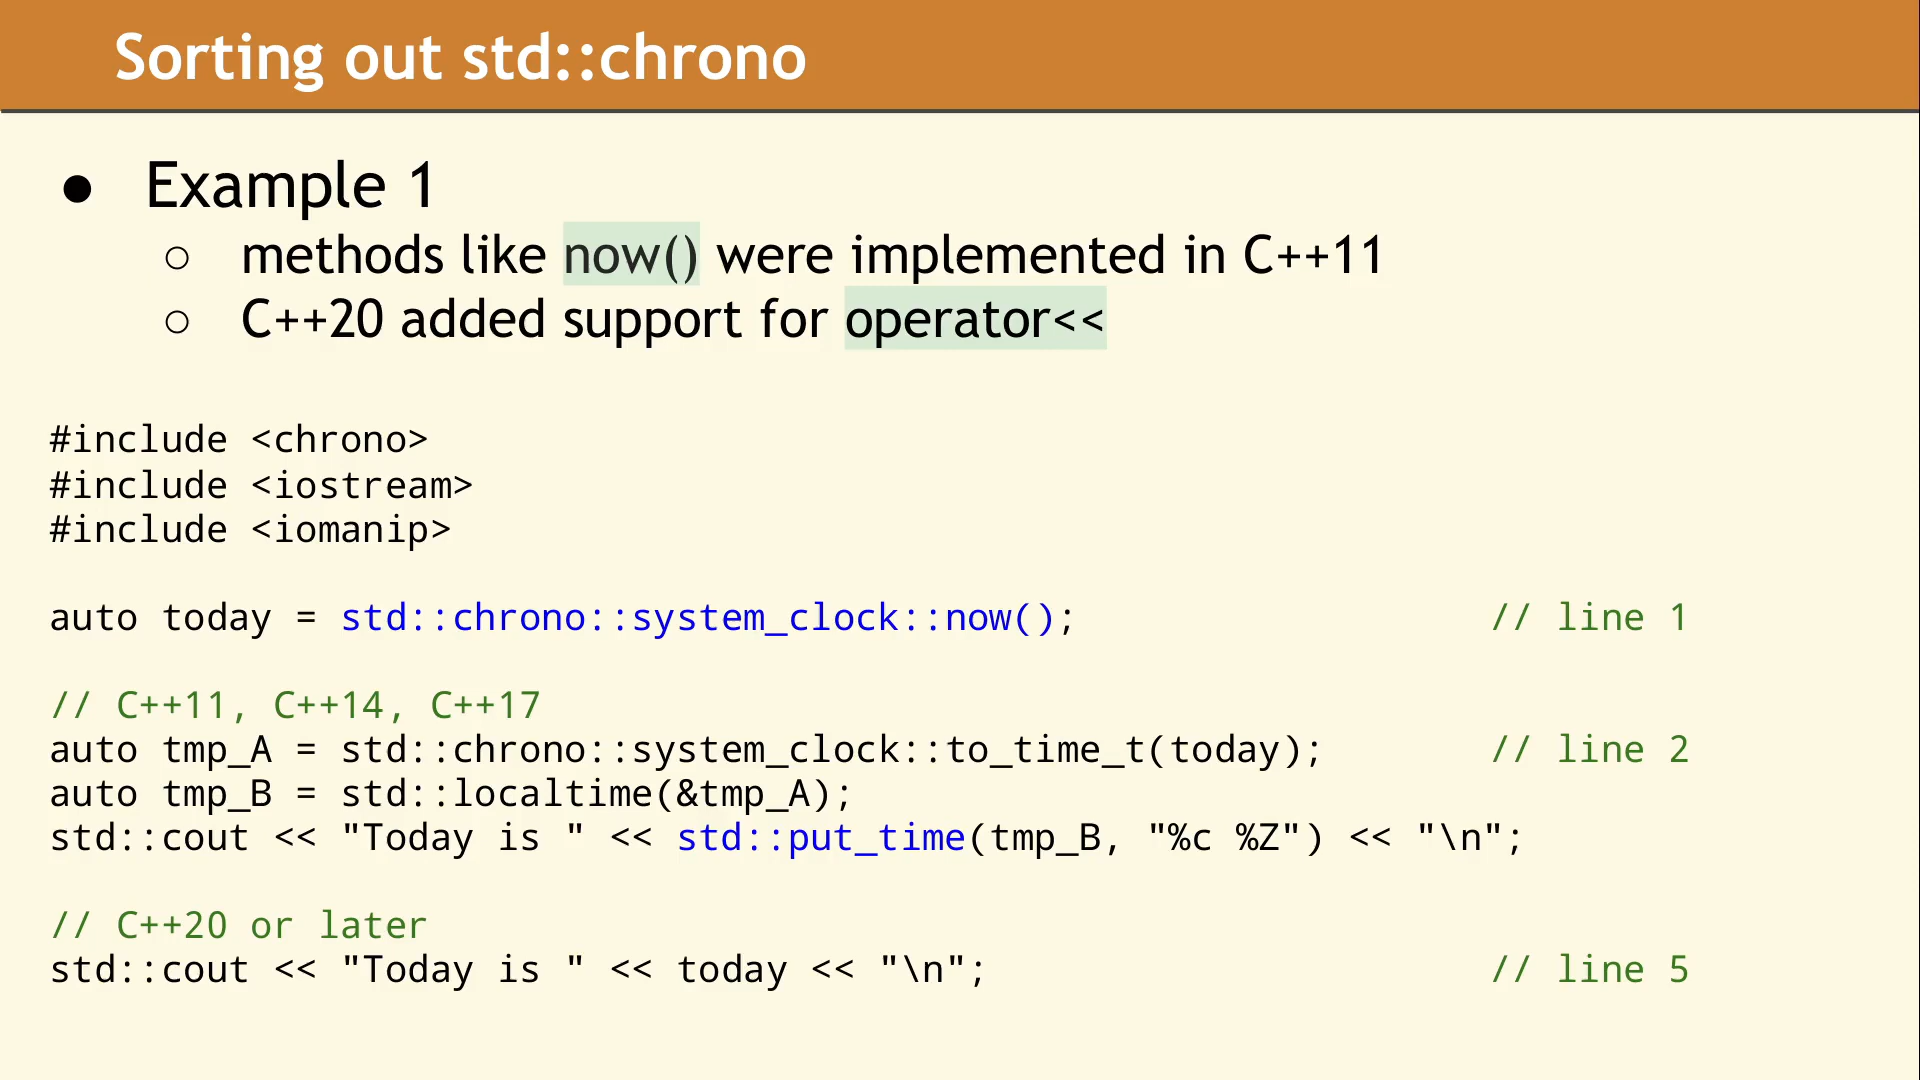 Sorting out std::chrono
● Example 1
○ methods like now() were implemented in C++11
○ C++20 added support for operator<<
#include <chrono>
#include <iostream>
#include <iomanip>
auto today = std::chrono::system_clock::now(); // line 1
// C++11, C++14, C++17
auto tmp_A = std::chrono::system_clock::to_time_t(today); // line 2
auto tmp_B = std::localtime(&tmp_A);
std::cout << "Today is " << std::put_time(tmp_B, "%c %Z") << "\n";
// C++20 or later
std::cout << "Today is " << today << "\n"; // line 5